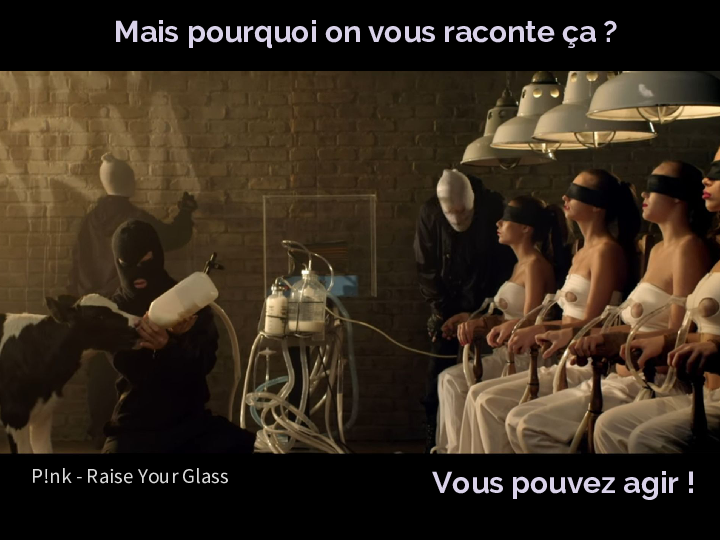 Mais pourquoi on vous raconte ça ?
P!nk - Raise Your Glass
Vous pouvez agir !